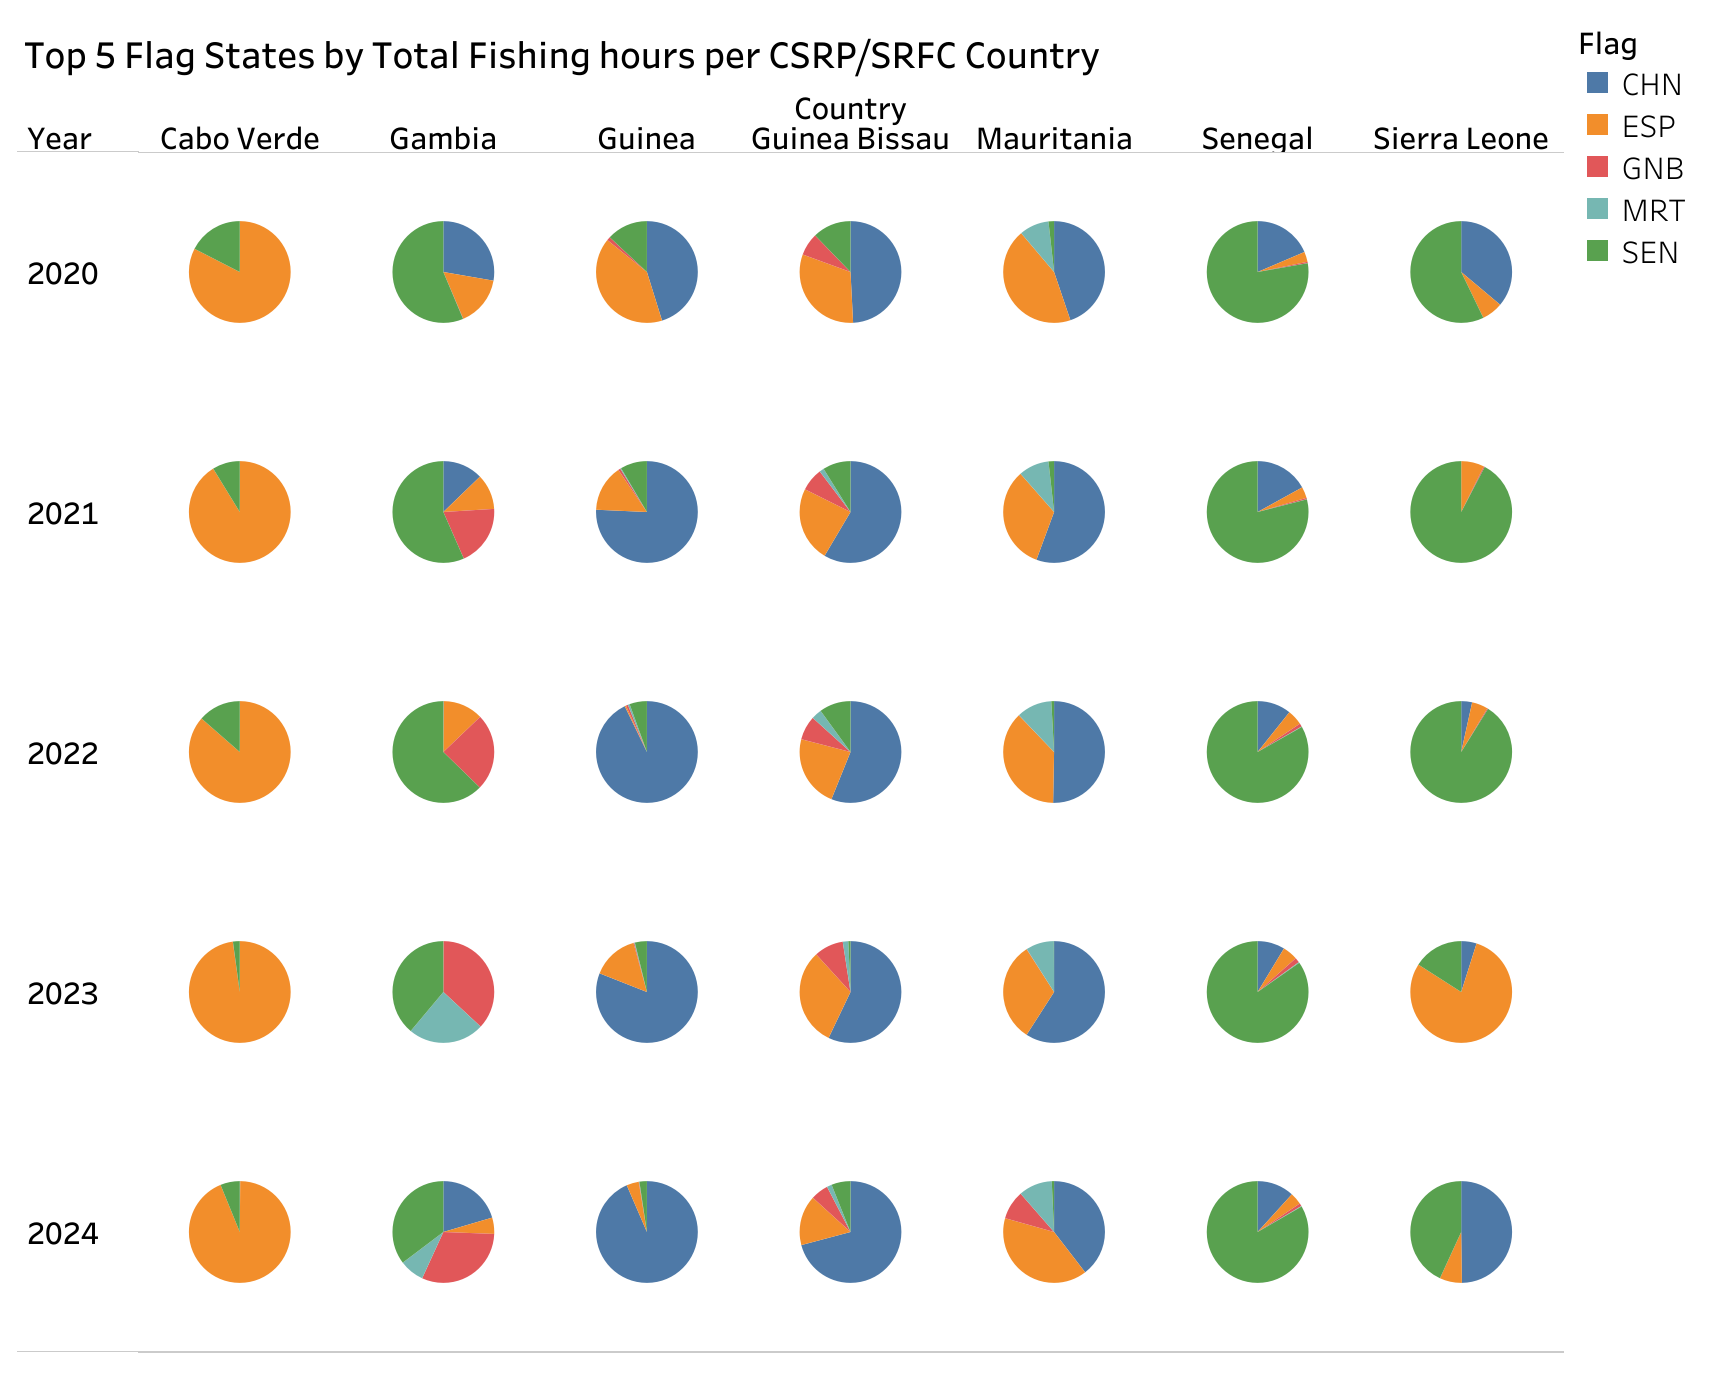 Top 5 Flag States by Total Fishing hours per CSRP/SRFC Country
Country
Year Cabo Verde Gambia Guinea Guinea Bissau Mauritania Senegal Sierra Leone
2020
2021
2022
2023
2024
Flag
CHN
ESP
GNB
MRT
SEN